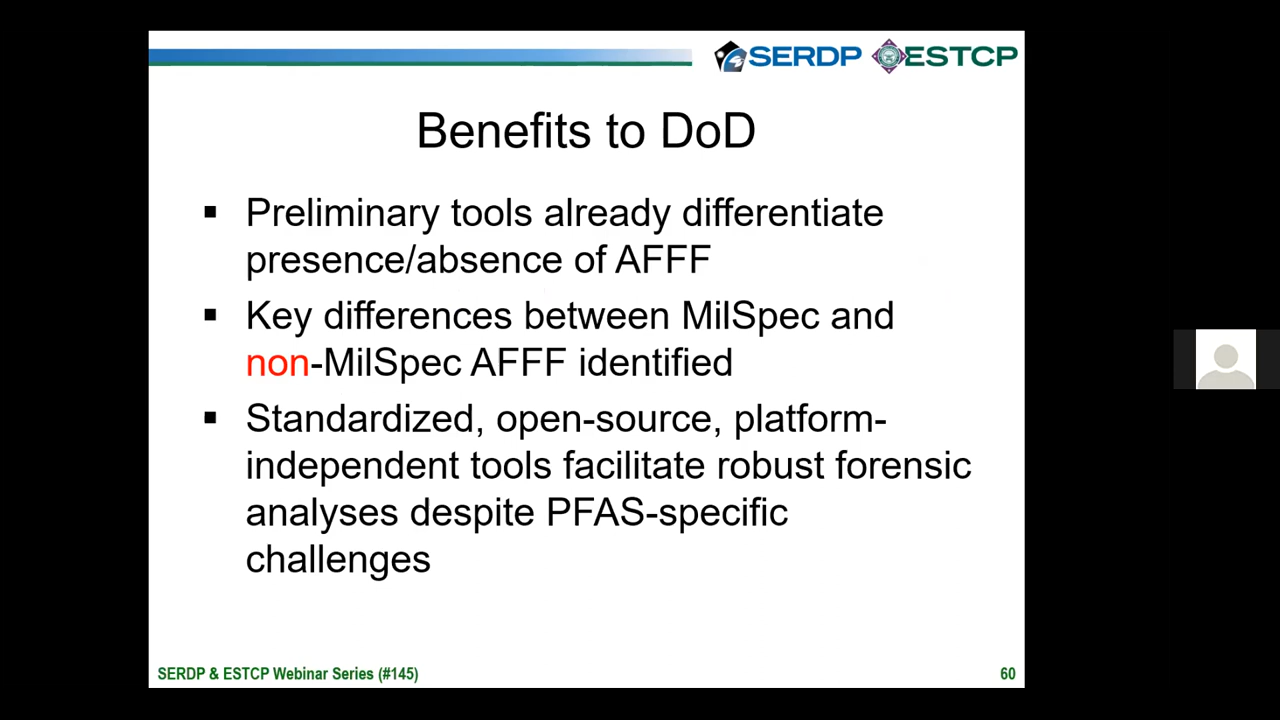 SERDP ESTCP
Benefits to DoD
▪ Preliminary tools already differentiate
presence/absence of AFFF
▪ Key differences between MilSpec and
non-MilSpec AFFF identified
▪ Standardized, open-source, platform-
independent tools facilitate robust forensic
analyses despite PFAS-specific
challenges
SERDP & ESTCP Webinar Series (#145) 60